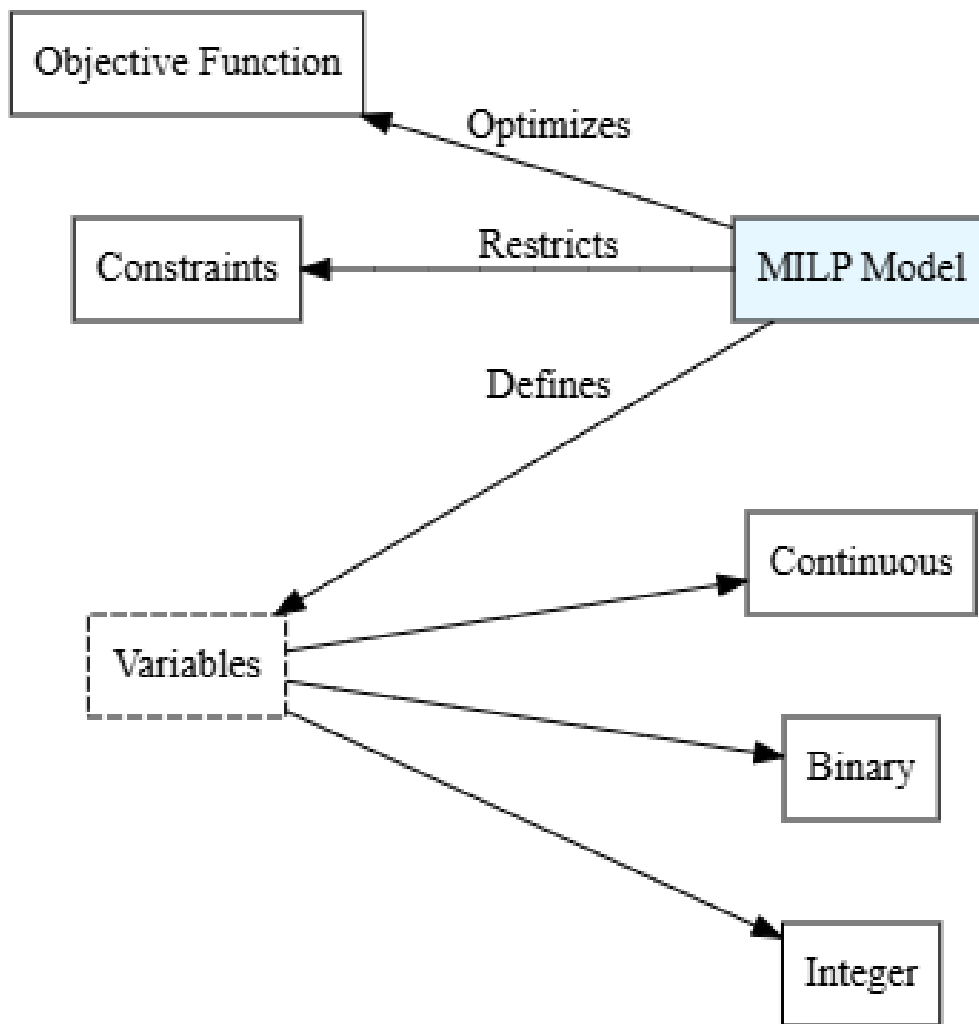 Objective Function
Optimizes
Constraints
Restricts
MILP Model
Defines
Continuous
Variables
Binary
Integer